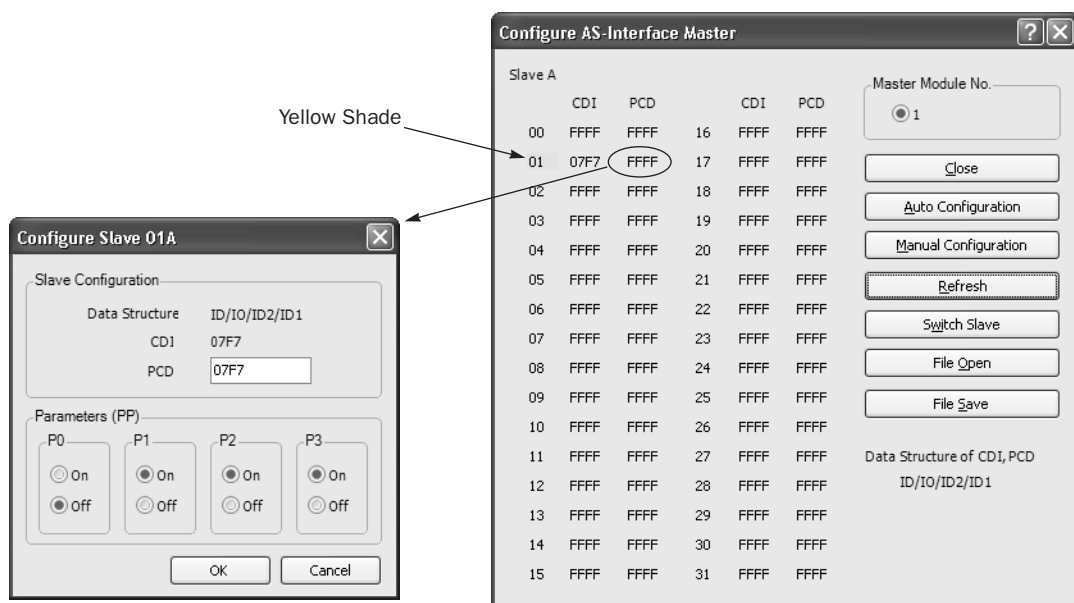 Yellow Shade
Configure AS-Interface Master
Slave A
CDI PCD CDI PCD
00 FFFF FFFF 16 FFFF FFFF
01 07F7 FFFF 17 FFFF FFFF
02 FFFF FFFF 18 FFFF FFFF
03 FFFF FFFF 19 FFFF FFFF
04 FFFF FFFF 20 FFFF FFFF
05 FFFF FFFF 21 FFFF FFFF
06 FFFF FFFF 22 FFFF FFFF
07 FFFF FFFF 23 FFFF FFFF
08 FFFF FFFF 24 FFFF FFFF
09 FFFF FFFF 25 FFFF FFFF
10 FFFF FFFF 26 FFFF FFFF
11 FFFF FFFF 27 FFFF FFFF
12 FFFF FFFF 28 FFFF FFFF
13 FFFF FFFF 29 FFFF FFFF
14 FFFF FFFF 30 FFFF FFFF
15 FFFF FFFF 31 FFFF FFFF
Master Module No.
1
Close
Auto Configuration
Manual Configuration
Refresh
Switch Slave
File Open
File Save
Data Structure of CDI, PCD
ID/IO/ID2/ID1
Configure Slave 01A
Slave Configuration
Data Structure ID/IO/ID2/ID1
CDI 07F7
PCD 07F7
Parameters (PP)
P0 P1 P2 P3
On On On On
Off Off Off Off
OK Cancel